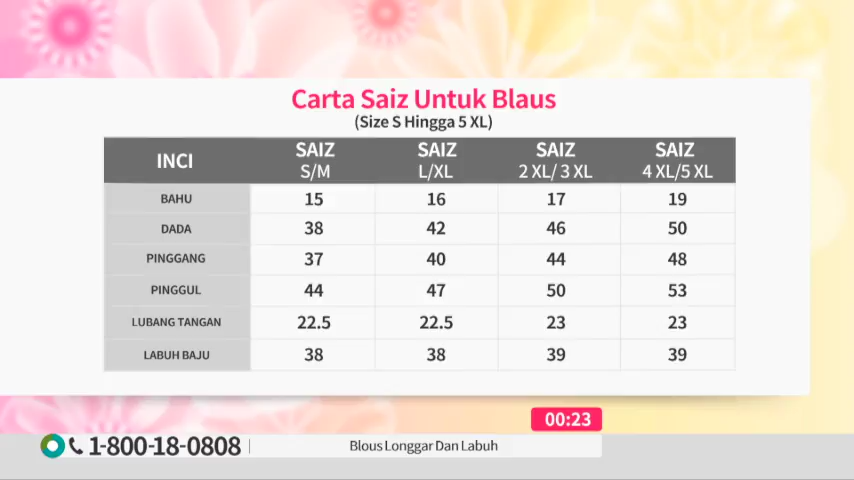 Carta Saiz Untuk Blaus
(Size S Hingga 5 XL)
INCI SAIZ S/M SAIZ L/XL SAIZ 2 XL/ 3 XL SAIZ 4 XL/5 XL
BAHU 15 16 17 19
DADA 38 42 46 50
PINGGANG 37 40 44 48
PINGGUL 44 47 50 53
LUBANG TANGAN 22.5 22.5 23 23
LABUH BAJU 38 38 39 39
00:23
1-800-18-0808 Blous Longgar Dan Labuh